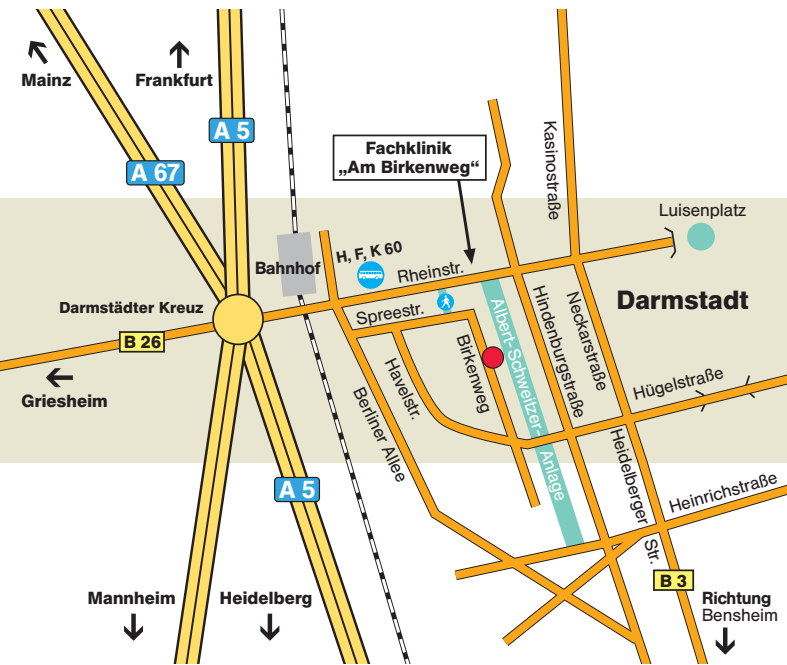 Mainz
Frankfurt
A 5
A 67
Fachklinik
„Am Birkenweg“
Kasinostraße
Luisenplatz
H, F, K 60
Bahnhof
Rheinstr.
Darmstädter Kreuz
Darmstadt
B 26
Spreestr.
Griesheim
Havelstr.
Birkenweg
Albert-Schweitzer-
Anlage
Hindenburgstraße
Neckarstraße
Hügelstraße
Berliner Allee
A 5
Heidelberger
Str.
Heinrichstraße
B 3
Mannheim
Heidelberg
Richtung
Bensheim